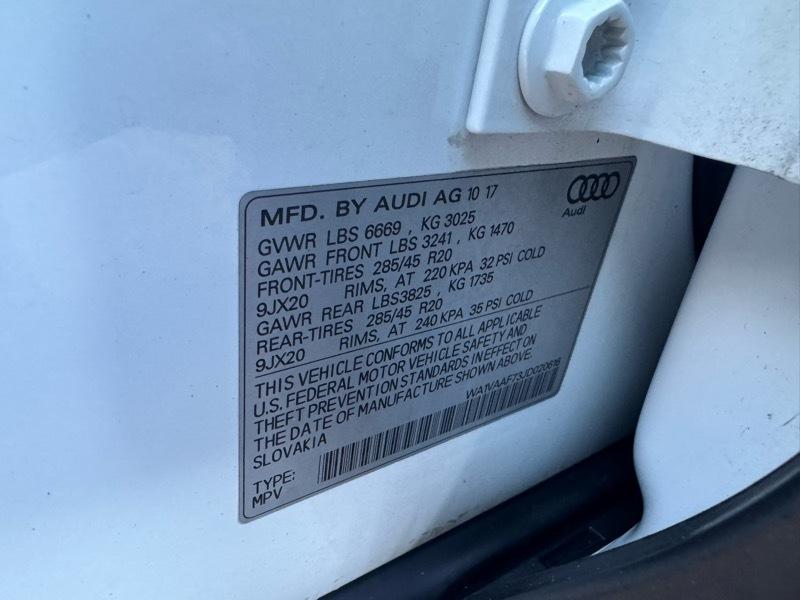 MFD. BY AUDI AG 10 17
Audi
GVWR LBS 6669 , KG 3025
GAWR FRONT LBS 3241 , KG 1470
FRONT-TIRES 285/45 R20
9JX20 RIMS, AT 220 KPA 32 PSI COLD
GAWR REAR LBS3825 , KG 1735
REAR-TIRES 285/45 R20
9JX20 RIMS, AT 240 KPA 35 PSI COLD
THIS VEHICLE CONFORMS TO ALL APPLICABLE
U.S. FEDERAL MOTOR VEHICLE SAFETY AND
THEFT PREVENTION STANDARDS IN EFFECT ON
THE DATE OF MANUFACTURE SHOWN ABOVE.
SLOVAKIA
WA1VAAF73JD020616
TYPE:
MPV